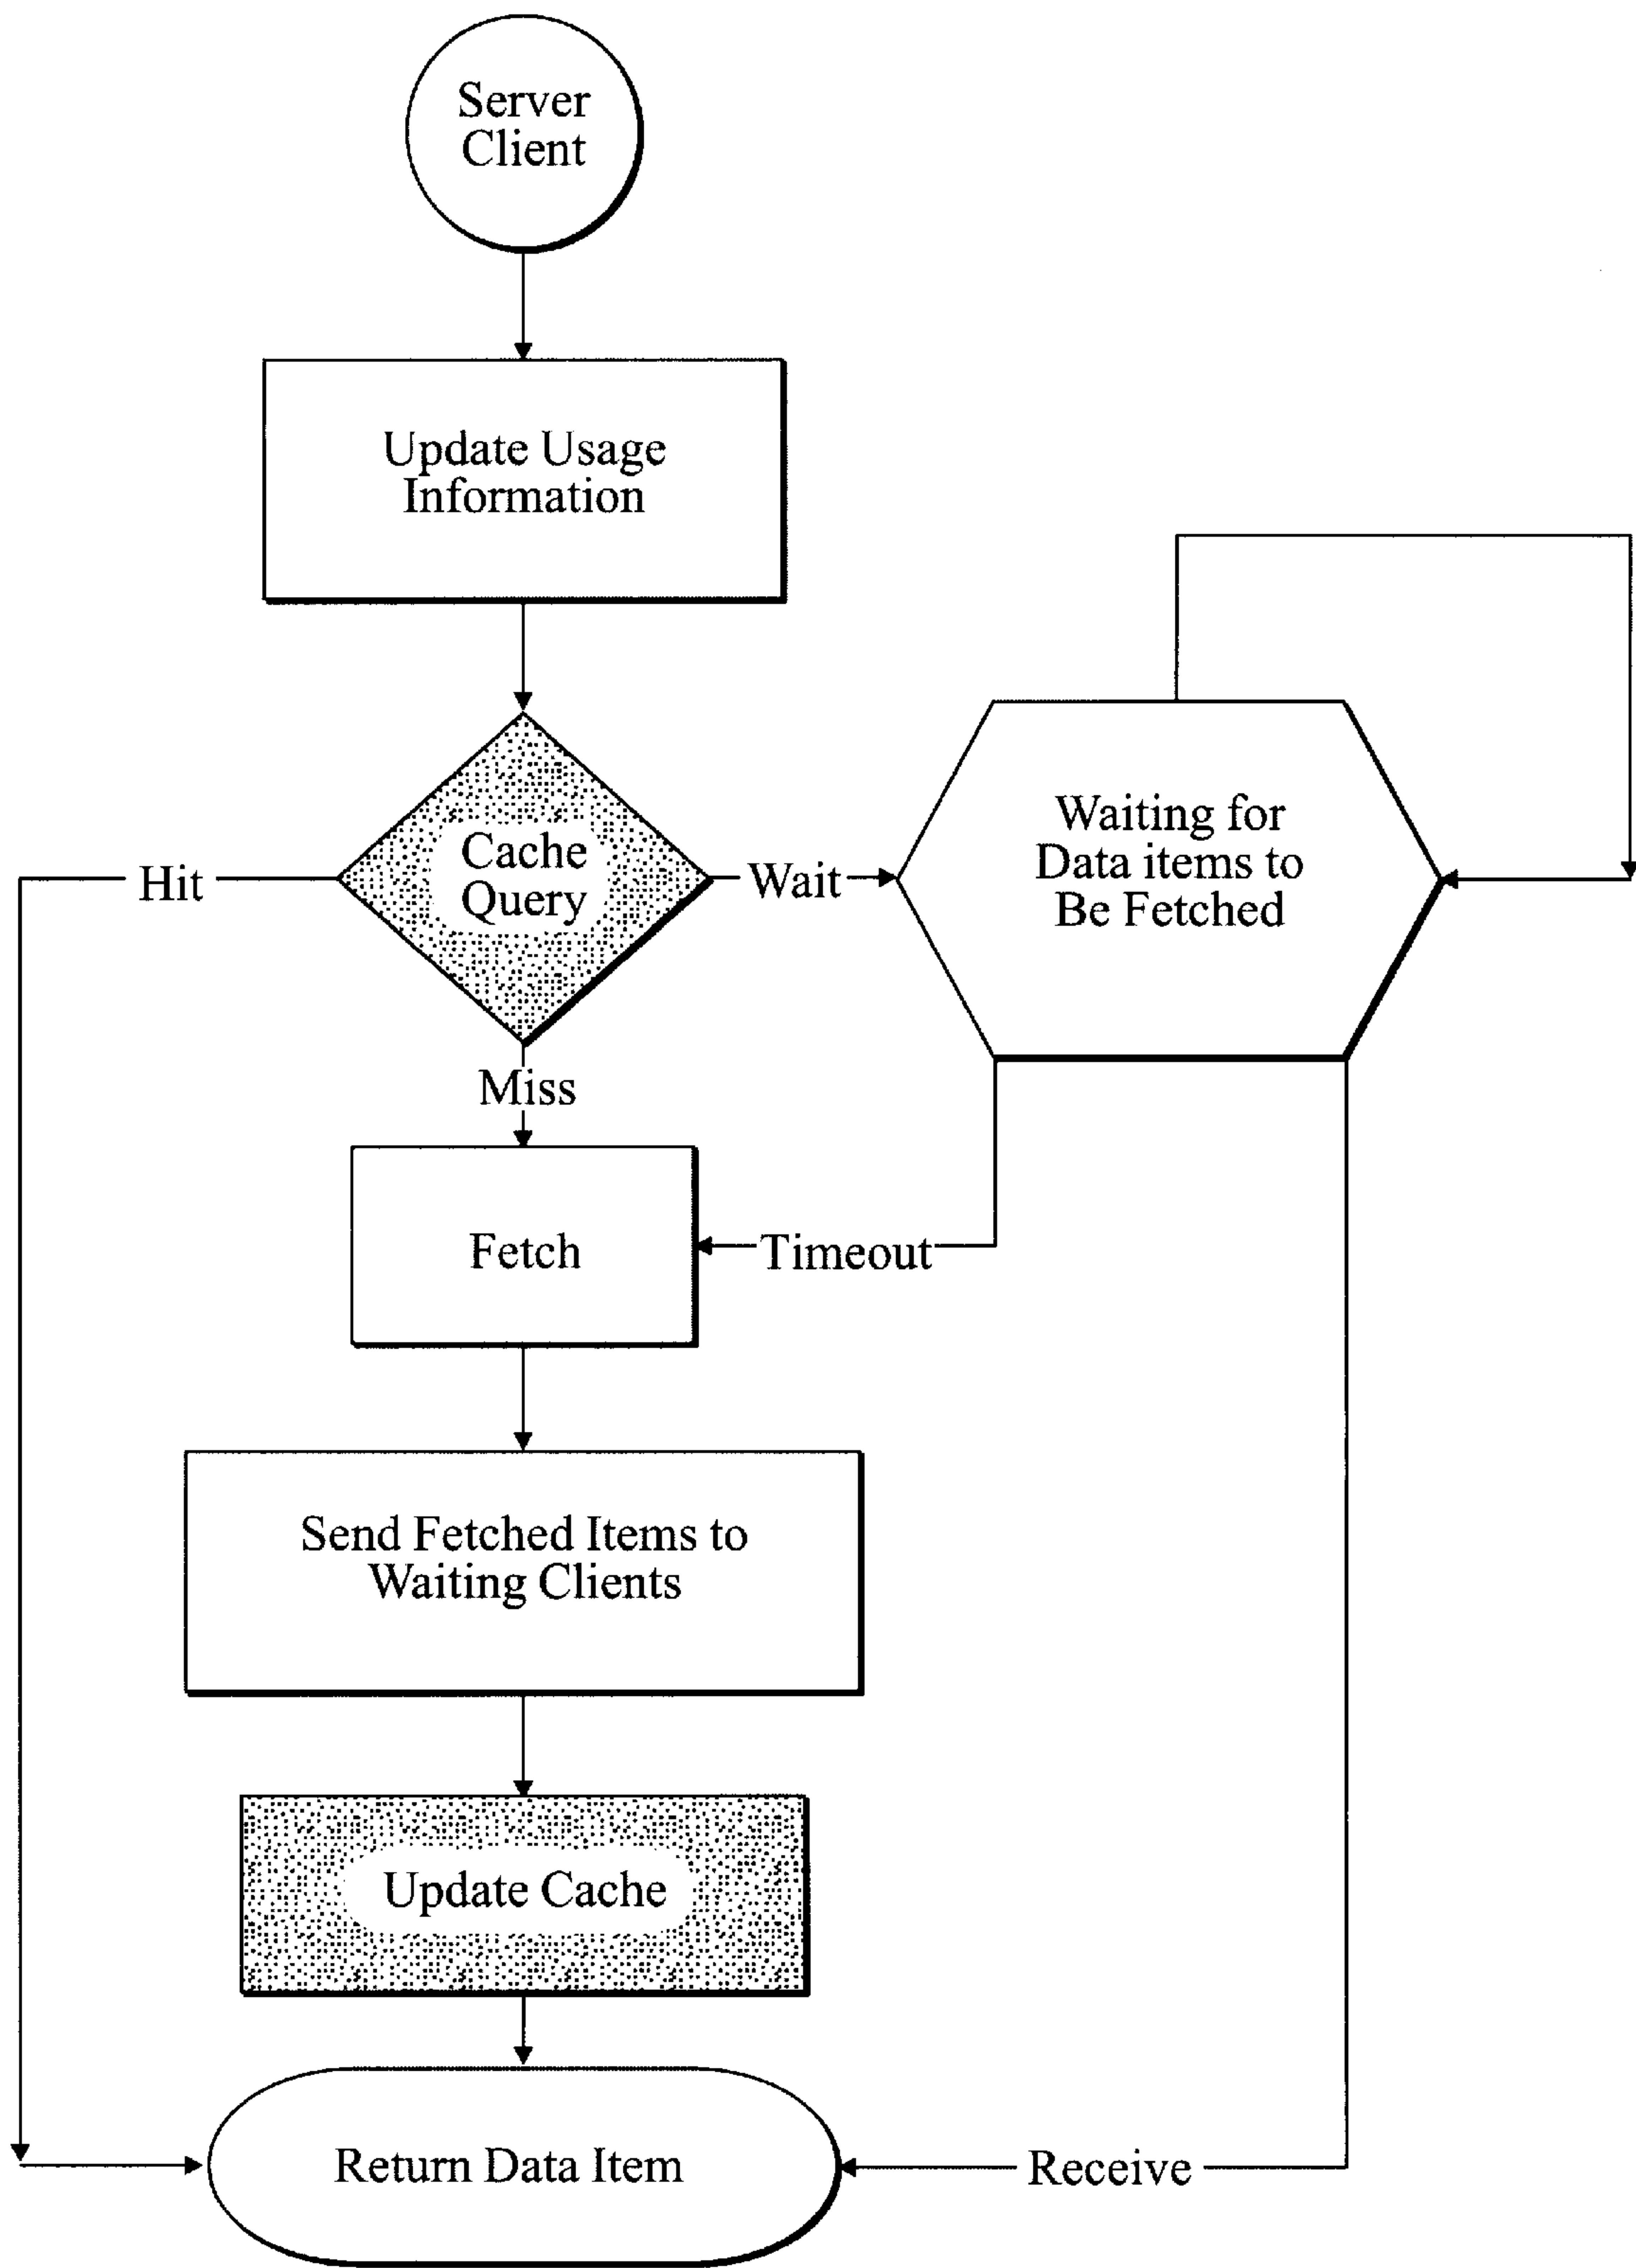 Server
Client
Update Usage
Information
Cache
Query
Hit
Wait
Waiting for
Data items to
Be Fetched
Miss
Fetch
Timeout
Send Fetched Items to
Waiting Clients
Update Cache
Return Data Item
Receive